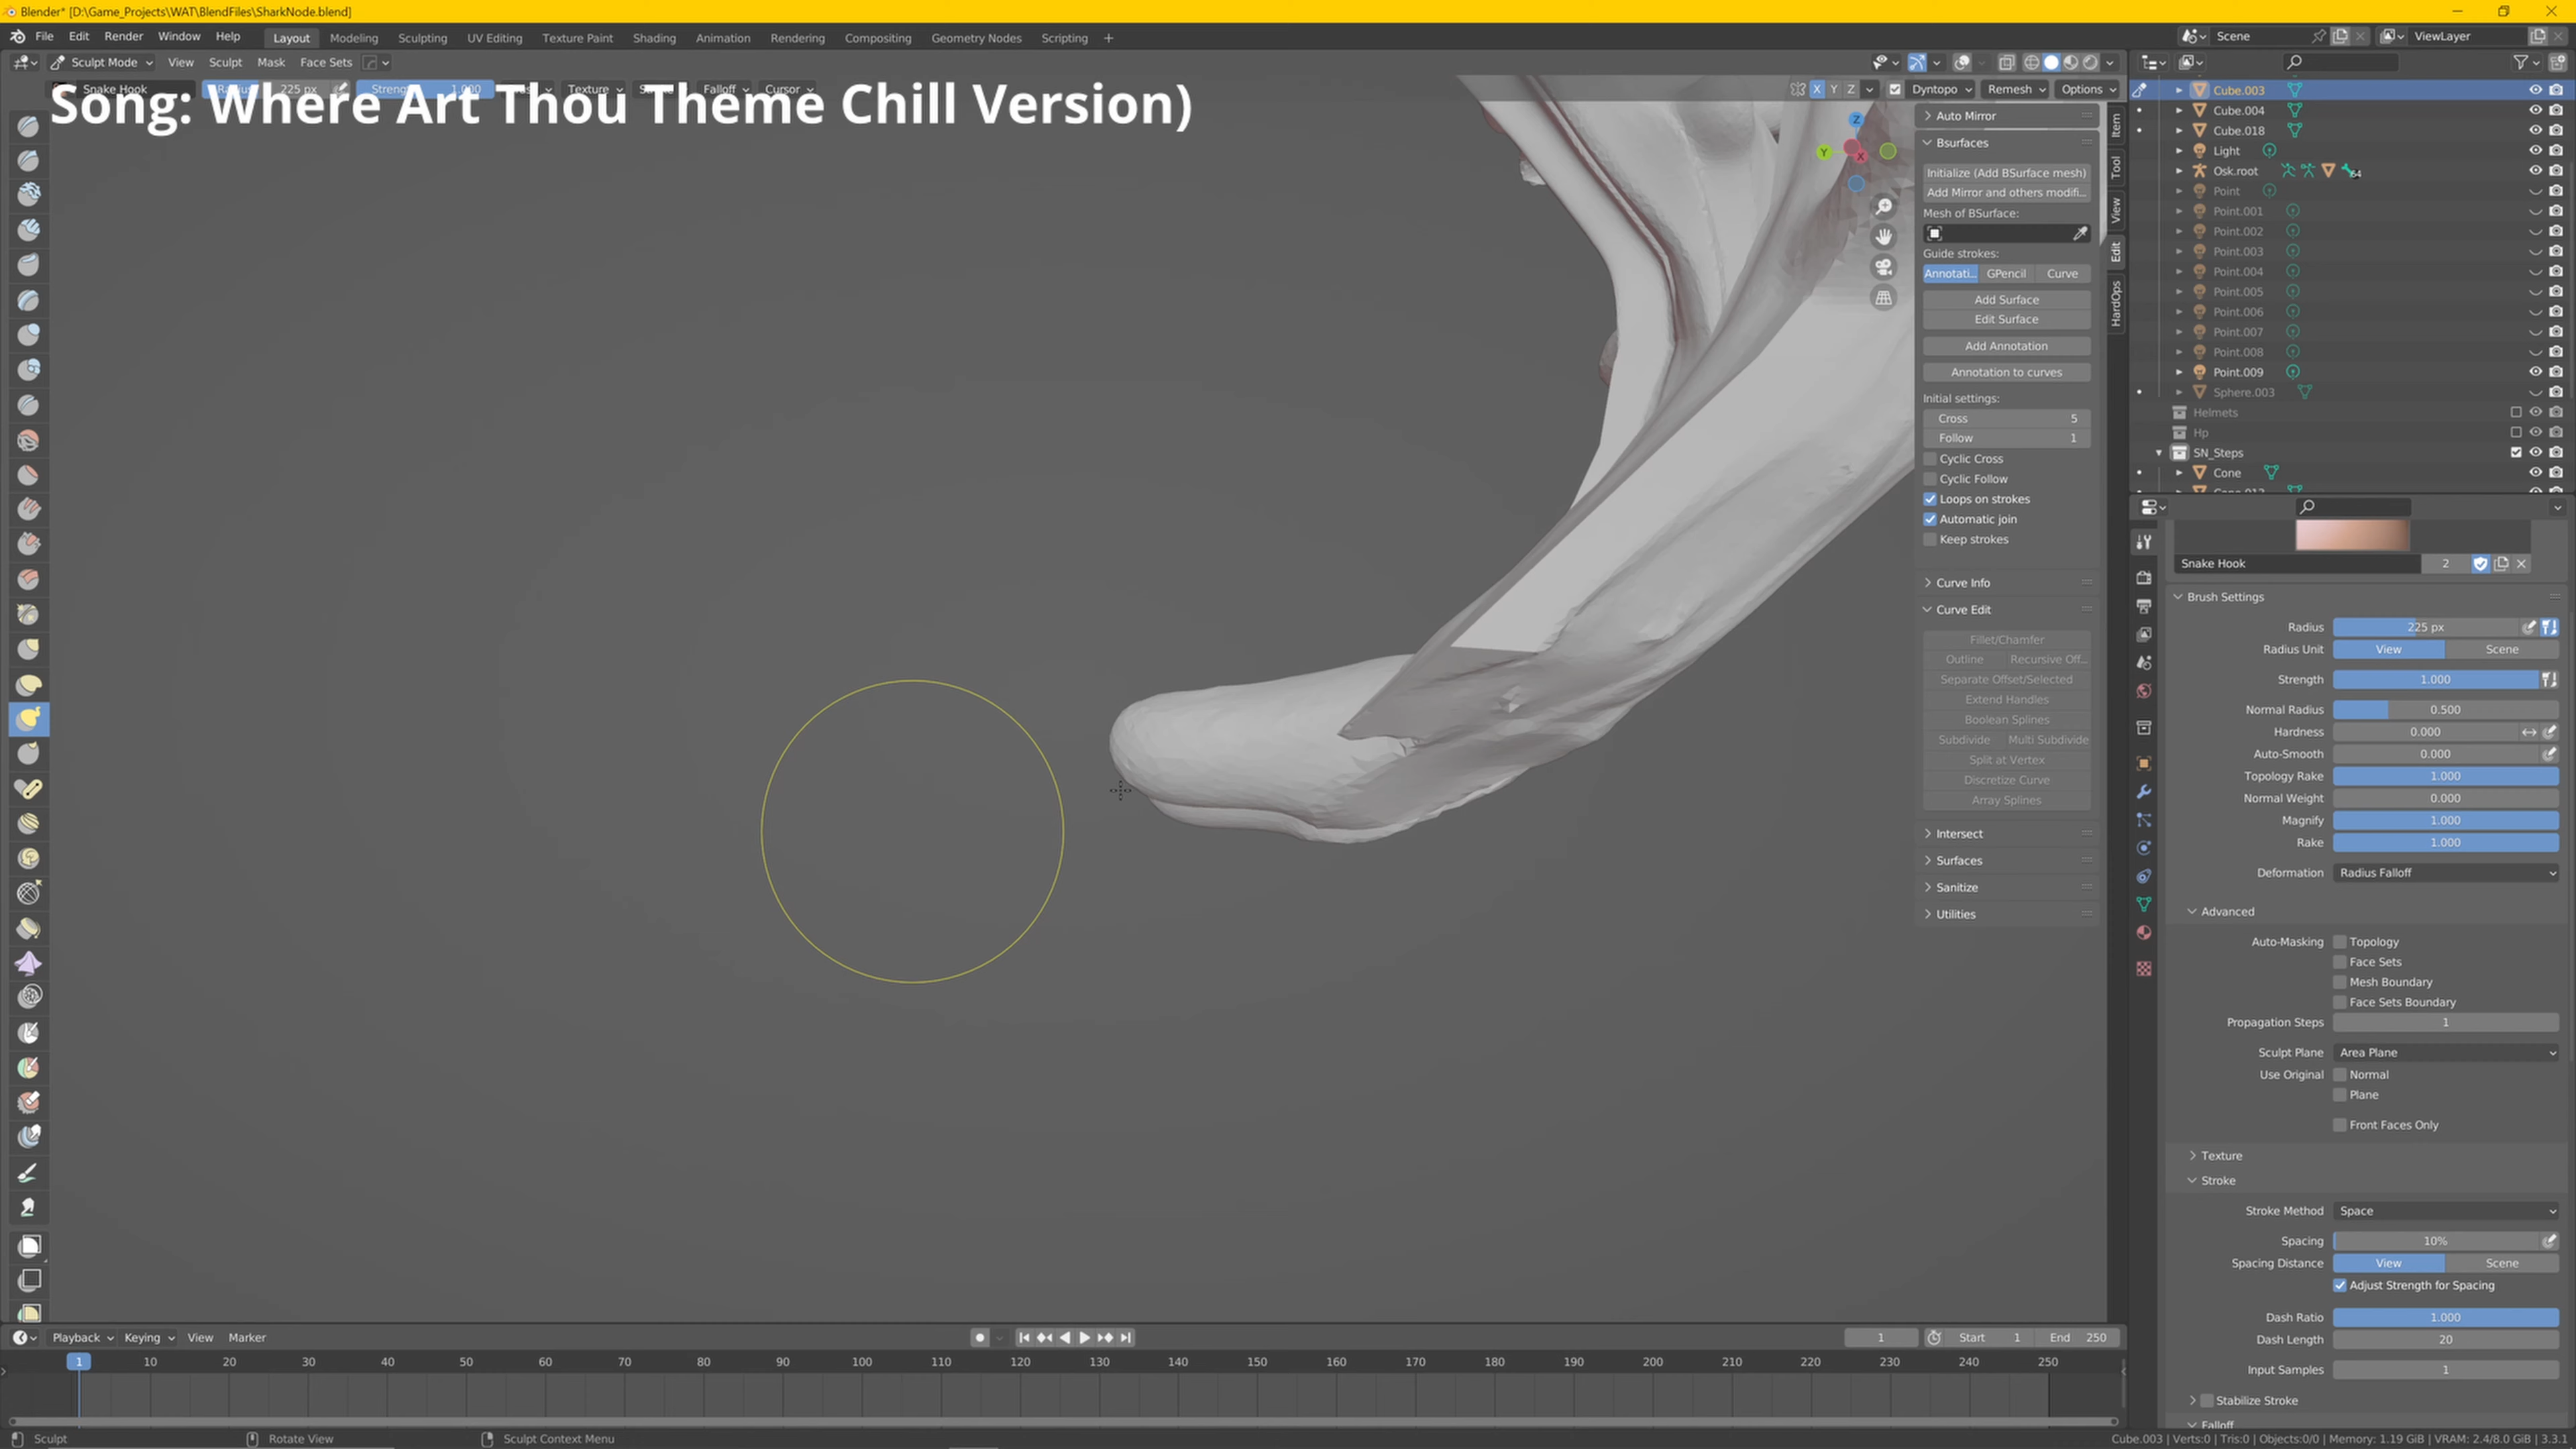 Blender* [D:\Game_Projects\WAT\BlendFiles\SharkNode.blend]
File Edit Render Window Help Layout Modeling Sculpting UV Editing Texture Paint Shading Animation Rendering Compositing Geometry Nodes Scripting + Scene ViewLayer
Sculpt Mode View Sculpt Mask Face Sets
Snake Hook 225 px 1.000 Texture Falloff Cursor X Y Z Dyntopo Remesh Options
Song: Where Art Thou Theme Chill Version)
Z
Y
X
Auto Mirror
Bsurfaces
Initialize (Add BSurface mesh)
Add Mirror and others modifi...
Mesh of BSurface:
Guide strokes:
Annotati... GPencil Curve
Add Surface
Edit Surface
Add Annotation
Annotation to curves
Initial settings:
Cross 5
Follow 1
Cyclic Cross
Cyclic Follow
Loops on strokes
Automatic join
Keep strokes
Curve Info
Curve Edit
Fillet/Chamfer
Outline Recursive Off...
Separate Offset/Selected
Extend Handles
Boolean Splines
Subdivide Multi Subdivide
Split at Vertex
Discretize Curve
Array Splines
Intersect
Surfaces
Sanitize
Utilities
Item
Tool
View
Edit
HardOps
Cube.003
Cube.004
Cube.018
Light
Osk.root 64
Point
Point.001
Point.002
Point.003
Point.004
Point.005
Point.006
Point.007
Point.008
Point.009
Sphere.003
Helmets
Hp
SN_Steps
Cone
Snake Hook 2
Brush Settings
Radius 225 px
Radius Unit View Scene
Strength 1.000
Normal Radius 0.500
Hardness 0.000
Auto-Smooth 0.000
Topology Rake 1.000
Normal Weight 0.000
Magnify 1.000
Rake 1.000
Deformation Radius Falloff
Advanced
Auto-Masking Topology
Face Sets
Mesh Boundary
Face Sets Boundary
Propagation Steps 1
Sculpt Plane Area Plane
Use Original Normal
Plane
Front Faces Only
Texture
Stroke
Stroke Method Space
Spacing 10%
Spacing Distance View Scene
Adjust Strength for Spacing
Dash Ratio 1.000
Dash Length 20
Input Samples 1
Stabilize Stroke
Falloff
Playback Keying View Marker 1 Start 1 End 250
1 10 20 30 40 50 60 70 80 90 100 110 120 130 140 150 160 170 180 190 200 210 220 230 240 250
Sculpt Rotate View Sculpt Context Menu Cube.003 | Verts:0 | Tris:0 | Objects:0/0 | Memory: 1.19 GiB | VRAM: 2.4/8.0 GiB | 3.3.1